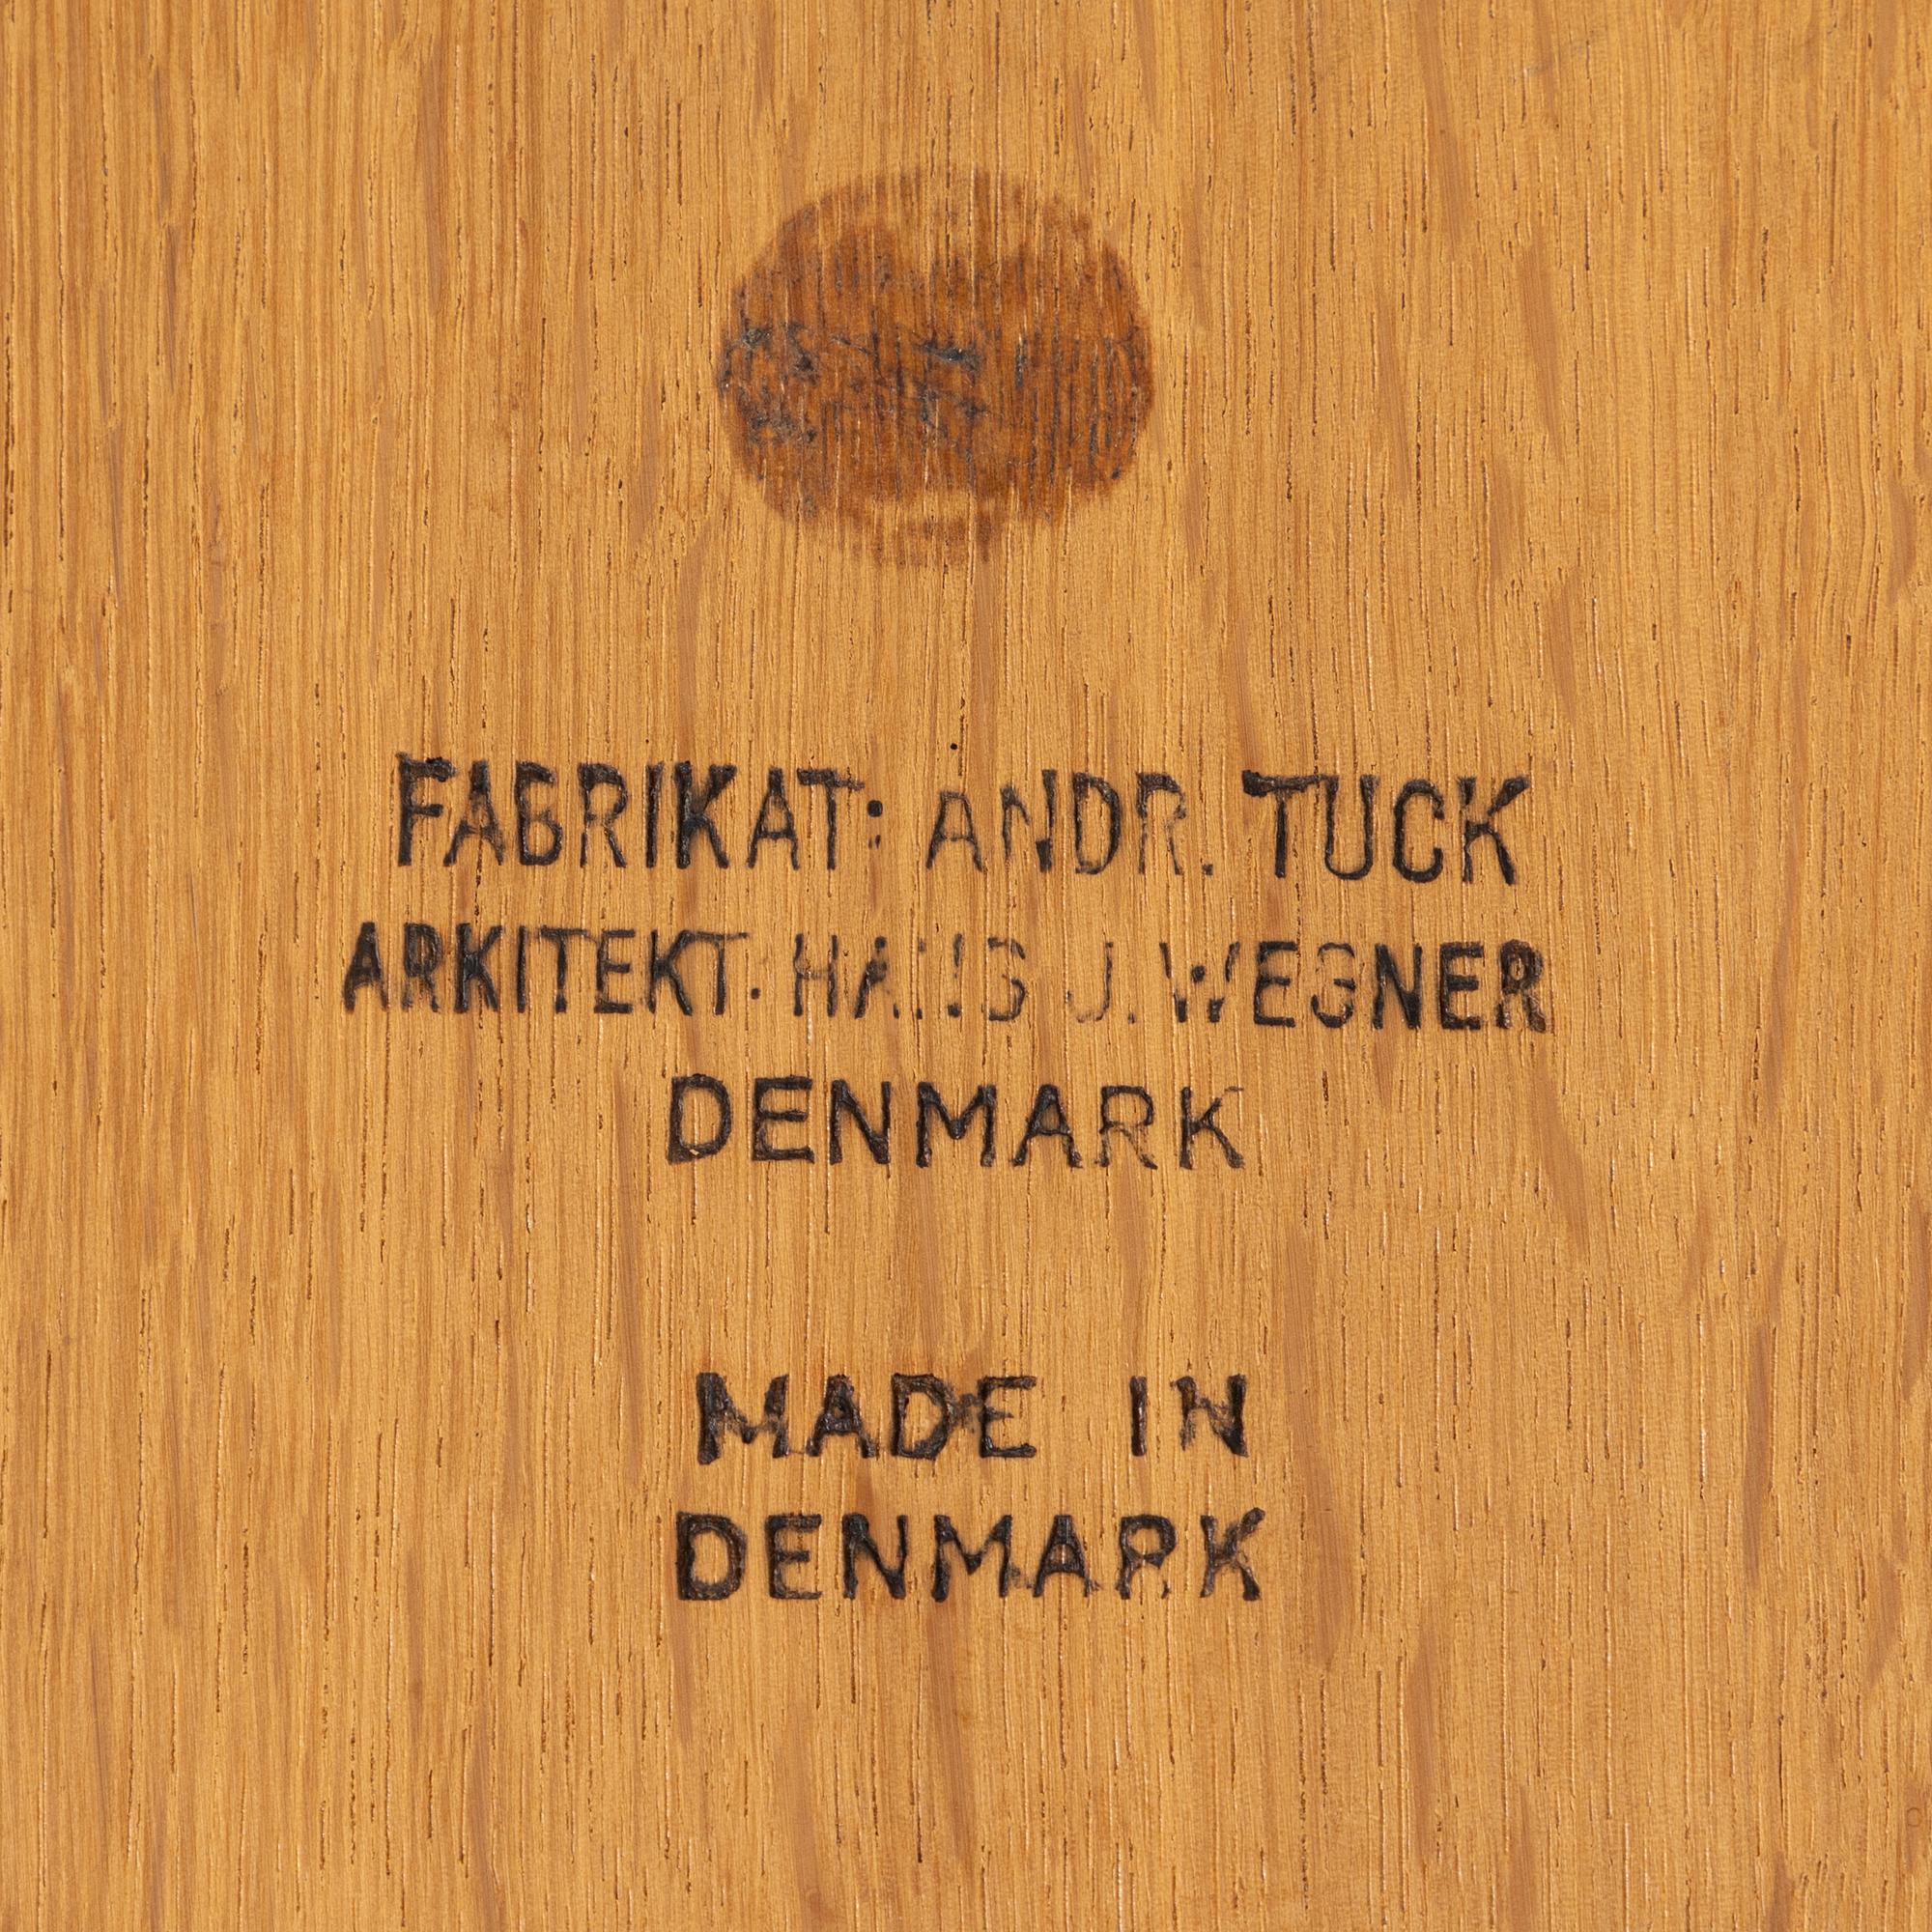 FABRIKAT: ANDR. TUCK
ARKITEKT: HANS J. WEGNER
DENMARK
MADE IN
DENMARK